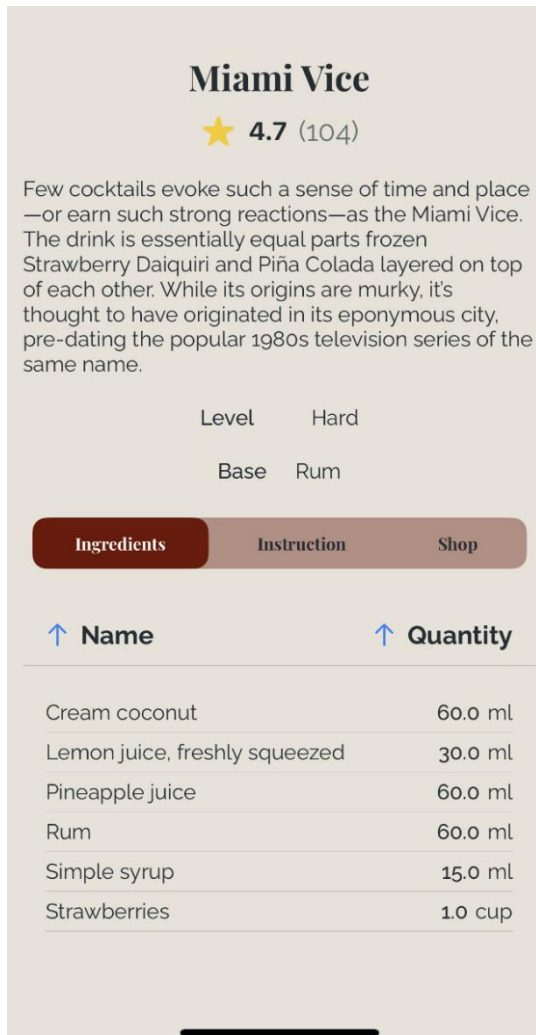 Miami Vice
4.7 (104)
Few cocktails evoke such a sense of time and place
—or earn such strong reactions—as the Miami Vice.
The drink is essentially equal parts frozen
Strawberry Daiquiri and Piña Colada layered on top
of each other. While its origins are murky, it's
thought to have originated in its eponymous city,
pre-dating the popular 1980s television series of the
same name.
Level Hard
Base Rum
Ingredients Instruction Shop
↑ Name ↑ Quantity
Cream coconut 60.0 ml
Lemon juice, freshly squeezed 30.0 ml
Pineapple juice 60.0 ml
Rum 60.0 ml
Simple syrup 15.0 ml
Strawberries 1.0 cup